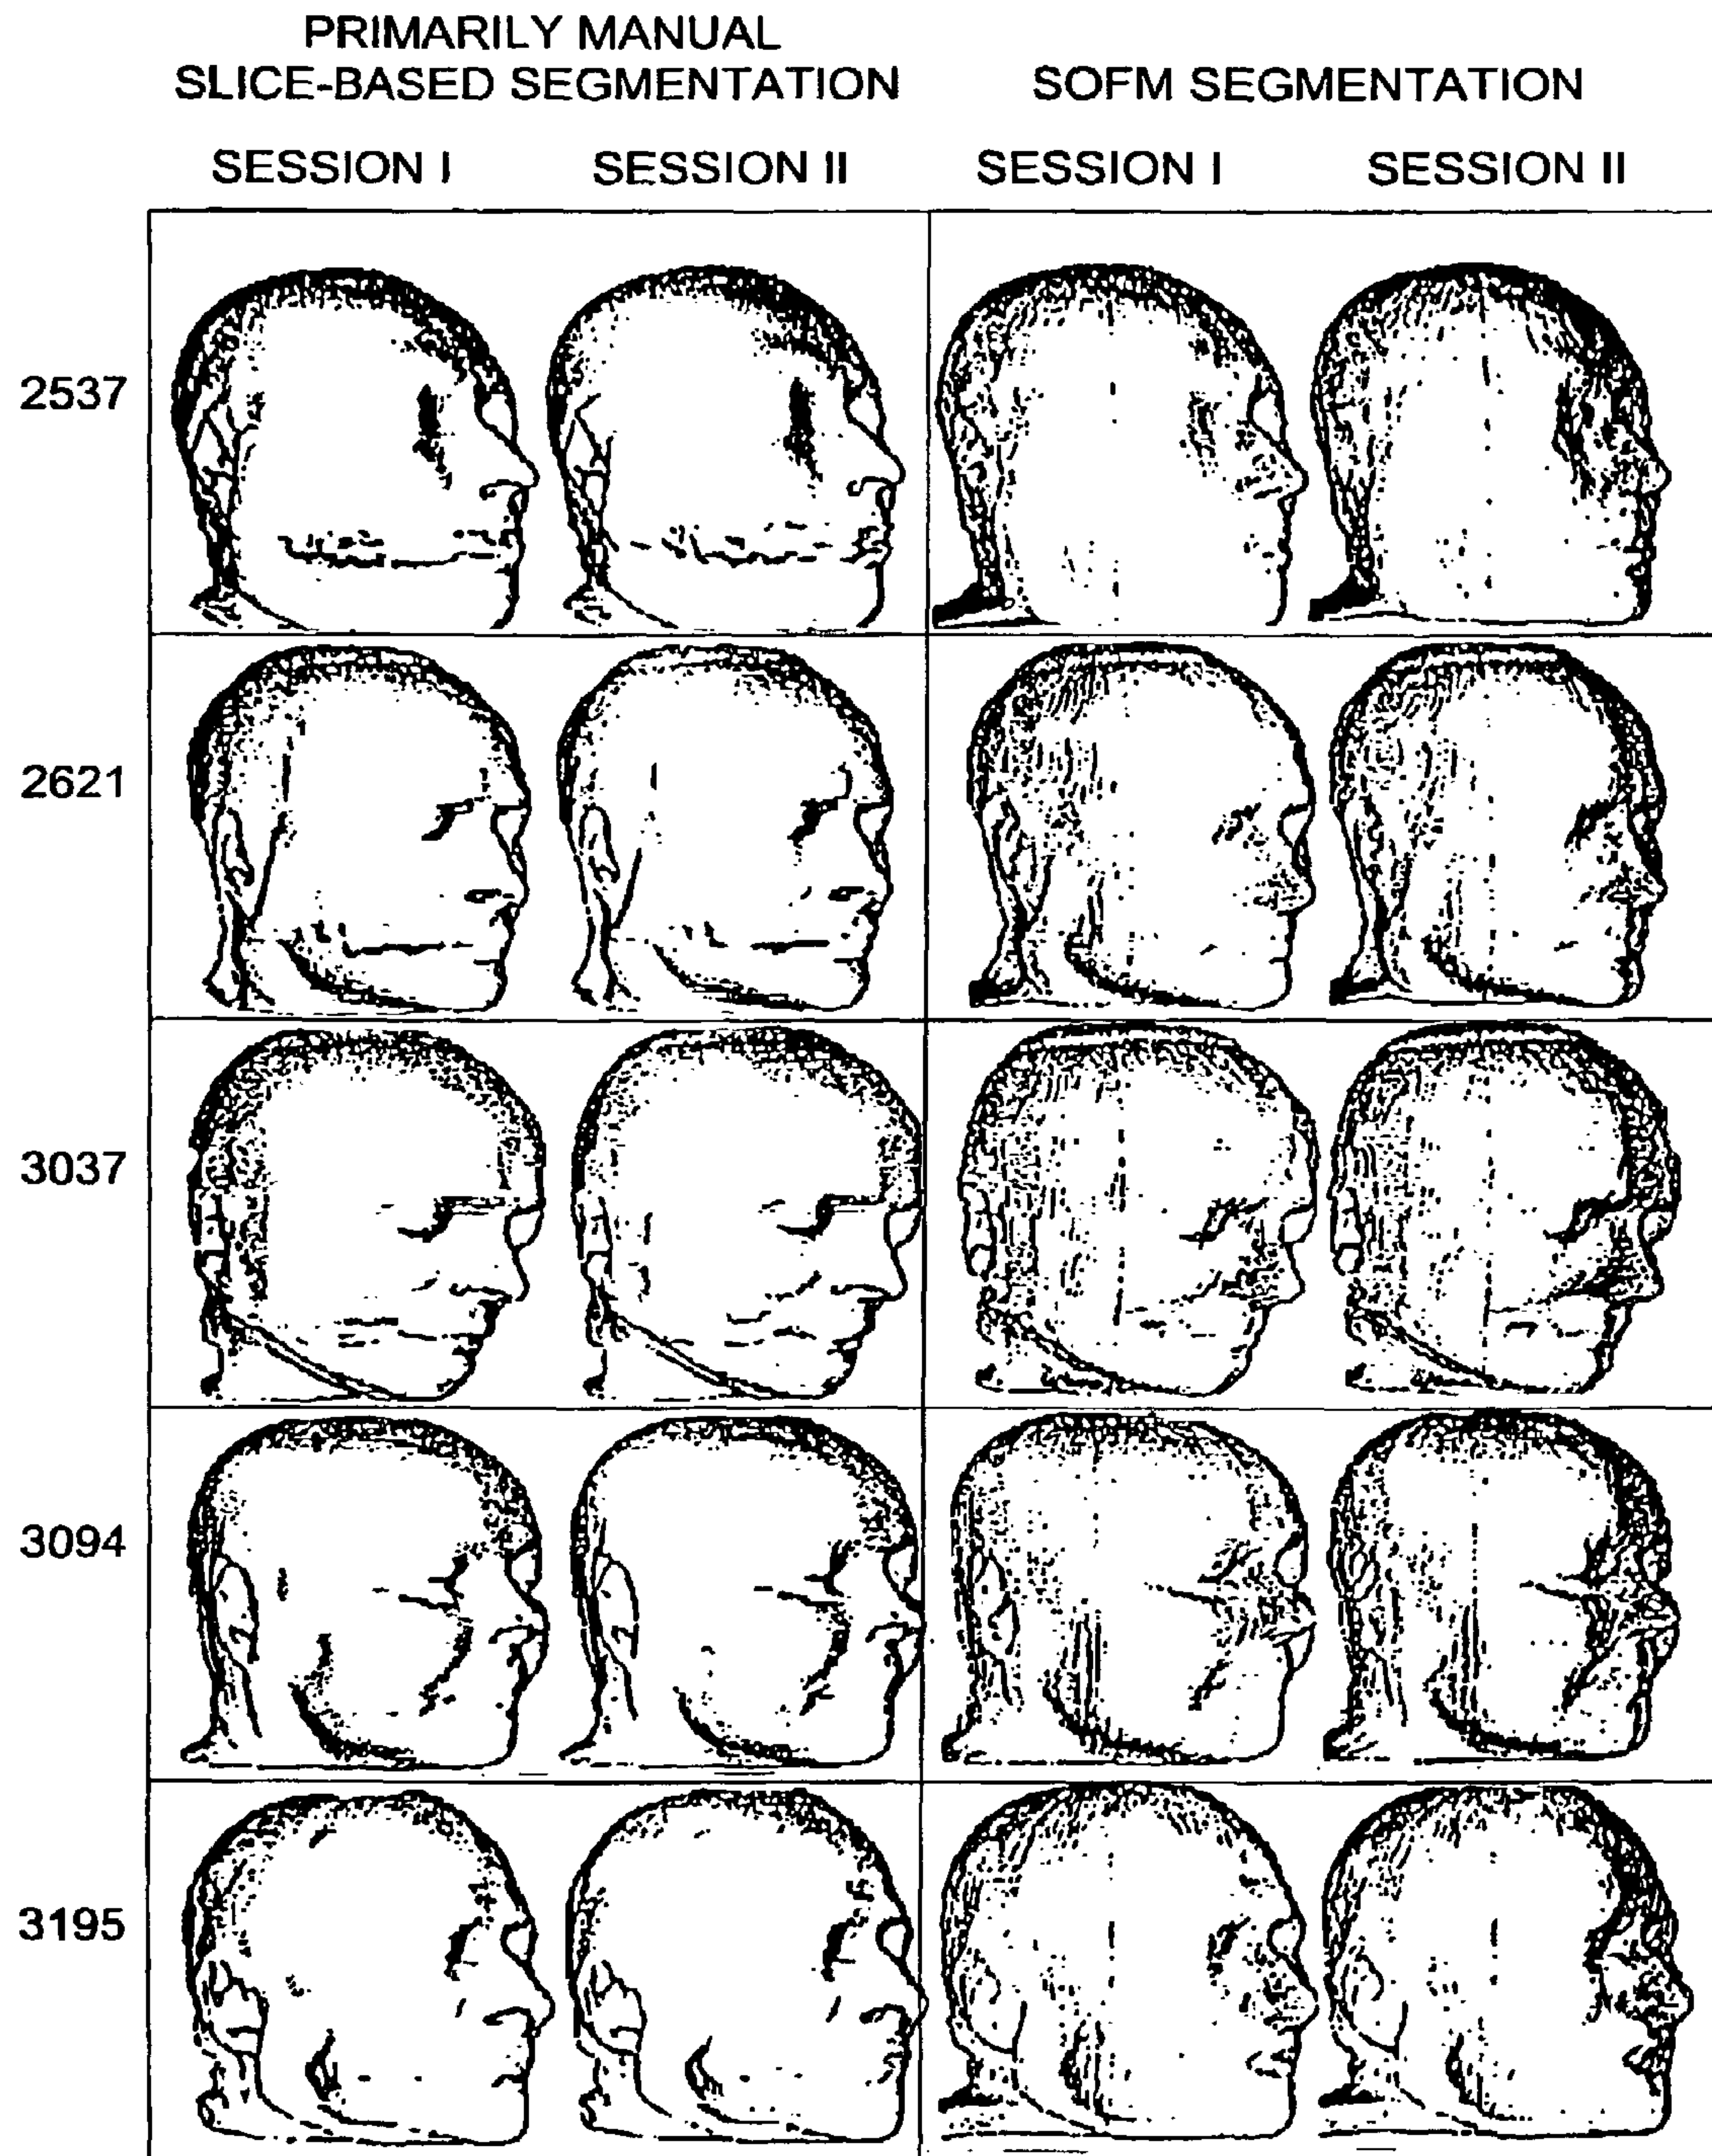 PRIMARILY MANUAL
SLICE-BASED SEGMENTATION
SOFM SEGMENTATION
SESSION I
SESSION II
SESSION I
SESSION II
2537
2621
3037
3094
3195